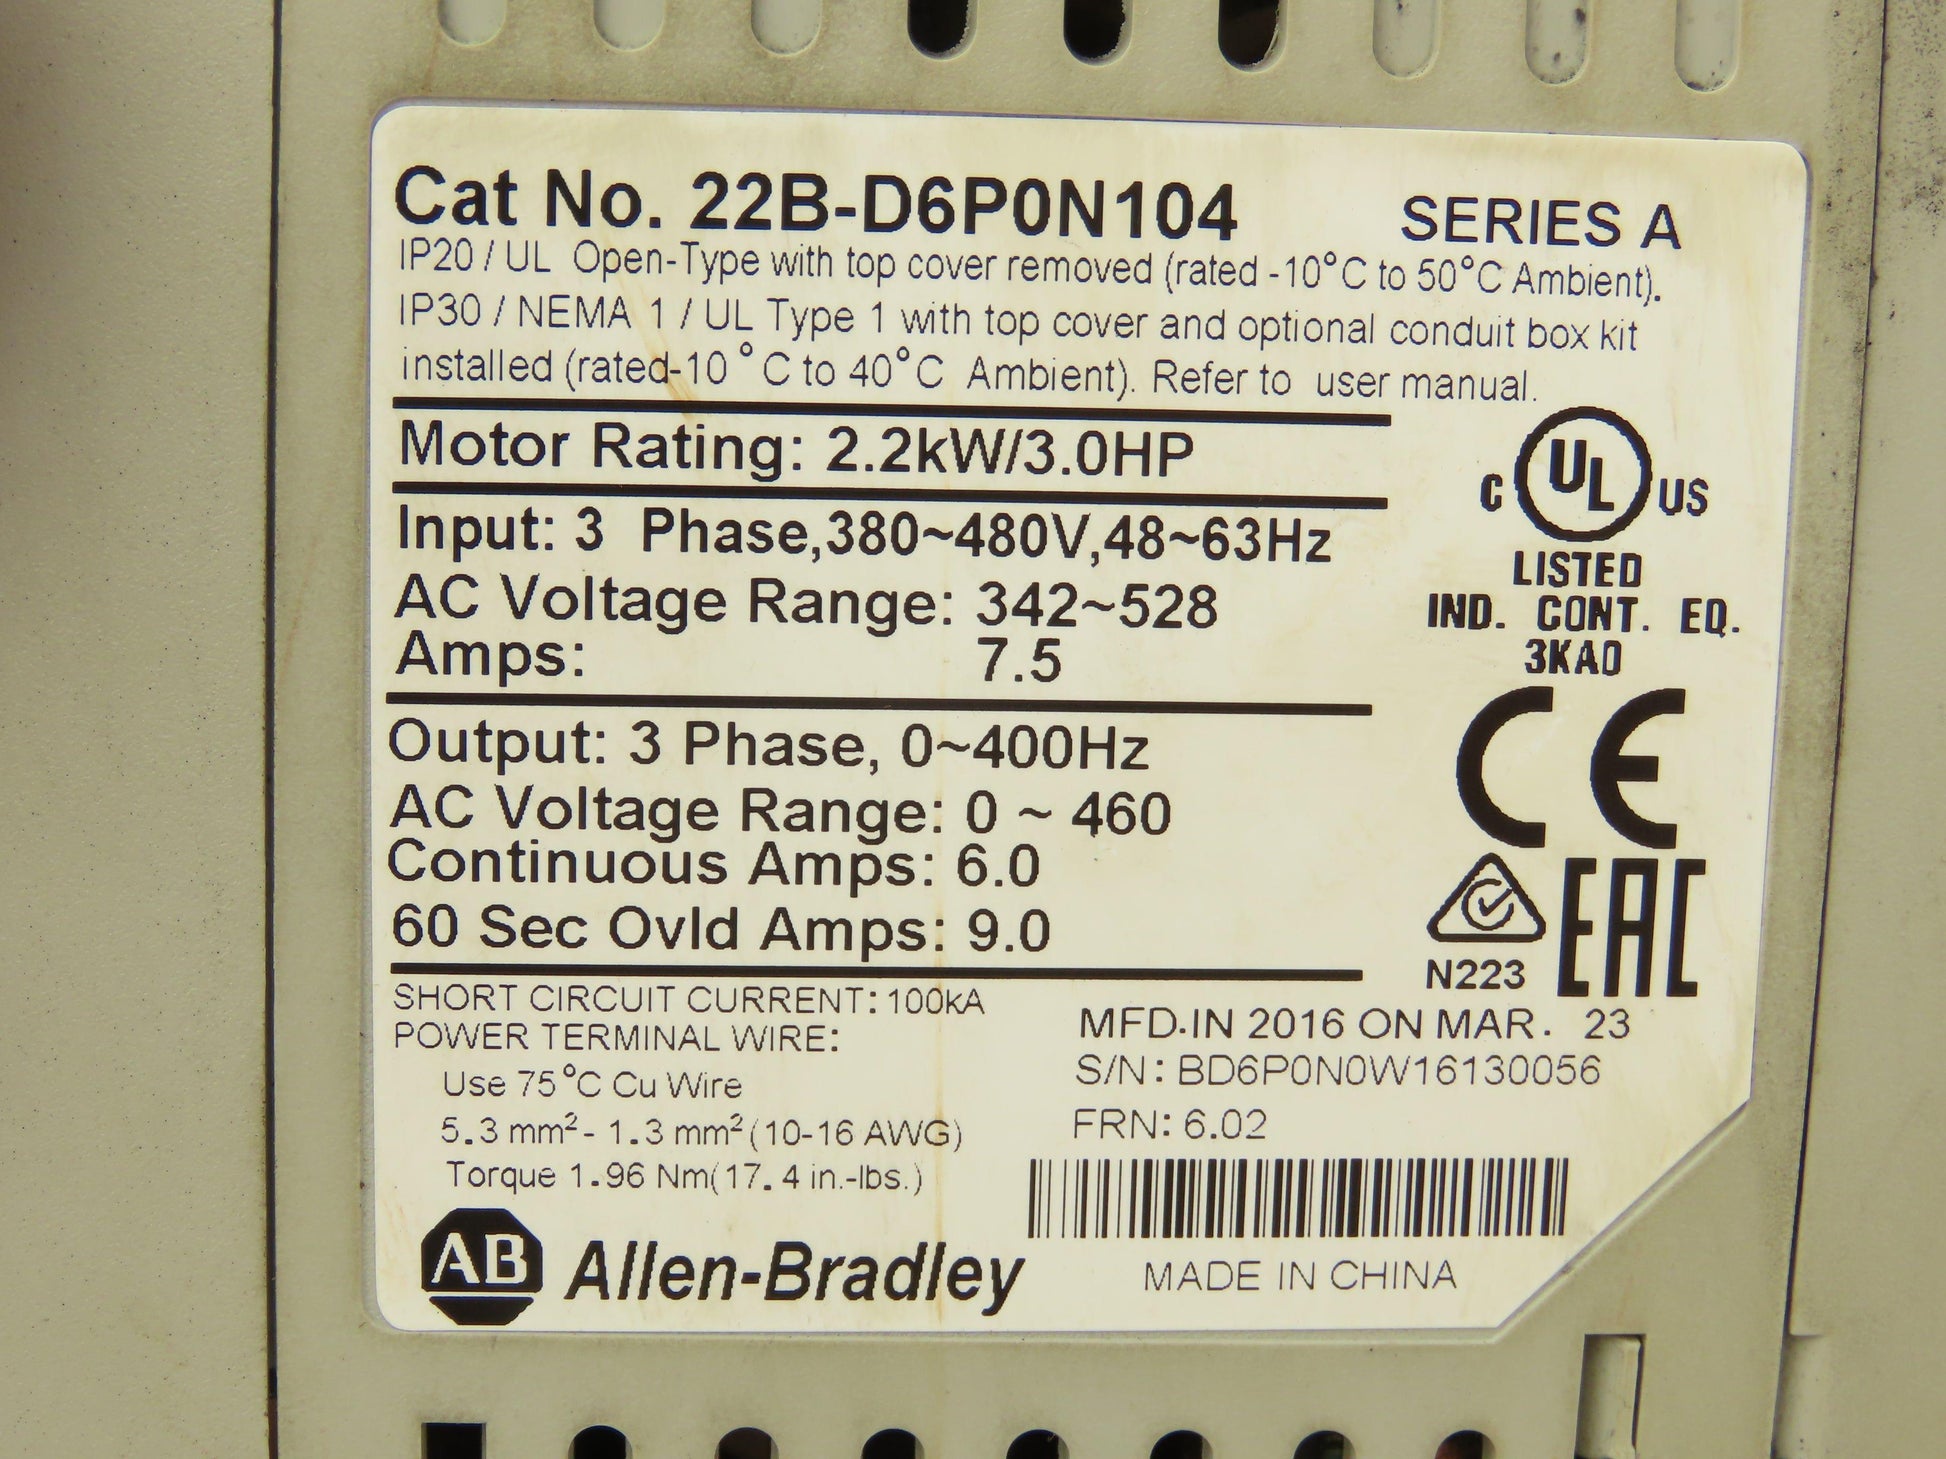 Cat No. 22B-D6P0N104 SERIES A
IP20 / UL Open-Type with top cover removed (rated -10°C to 50°C Ambient).
IP30 / NEMA 1 / UL Type 1 with top cover and optional conduit box kit
installed (rated-10 °C to 40°C Ambient). Refer to user manual.
Motor Rating: 2.2kW/3.0HP
Input: 3 Phase,380~480V,48~63Hz
AC Voltage Range: 342~528
Amps: 7.5
Output: 3 Phase, 0~400Hz
AC Voltage Range: 0 ~ 460
Continuous Amps: 6.0
60 Sec Ovld Amps: 9.0
C UL US
LISTED
IND. CONT. EQ.
3KA0
CE
N223
EAC
SHORT CIRCUIT CURRENT: 100kA
POWER TERMINAL WIRE:
Use 75°C Cu Wire
5.3 mm²- 1.3 mm²(10-16 AWG)
Torque 1.96 Nm(17.4 in.-lbs.)
MFD.IN 2016 ON MAR. 23
S/N: BD6P0N0W16130056
FRN: 6.02
AB Allen-Bradley
MADE IN CHINA